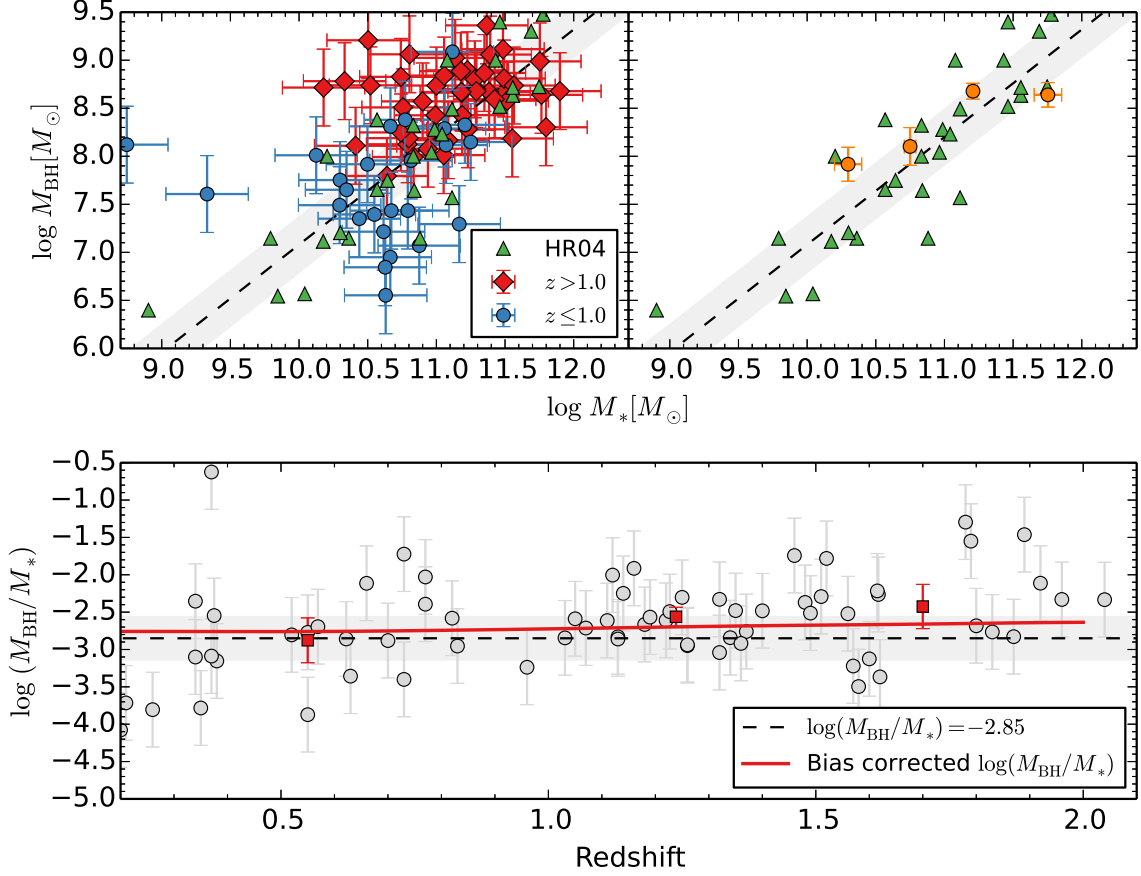 9.5
9.0
8.5
8.0
7.5
7.0
6.5
6.0
log M_BH[M_⊙]
HR04
z>1.0
z≤1.0
9.0 9.5 10.0 10.5 11.0 11.5 12.0
9.0 9.5 10.0 10.5 11.0 11.5 12.0
log M_*[M_⊙]
−0.5
−1.0
−1.5
−2.0
−2.5
−3.0
−3.5
−4.0
−4.5
−5.0
log (M_BH/M_*)
log(M_BH/M_*)=−2.85
Bias corrected log(M_BH/M_*)
0.5 1.0 1.5 2.0
Redshift